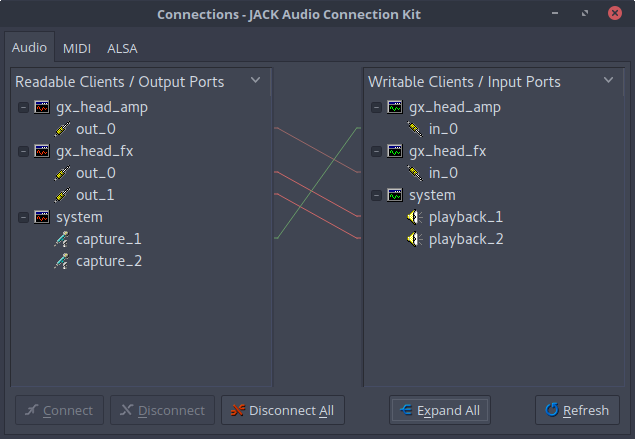 Connections - JACK Audio Connection Kit
Audio MIDI ALSA
Readable Clients / Output Ports
gx_head_amp
out_0
gx_head_fx
out_0
out_1
system
capture_1
capture_2
Writable Clients / Input Ports
gx_head_amp
in_0
gx_head_fx
in_0
system
playback_1
playback_2
Connect Disconnect Disconnect All Expand All Refresh